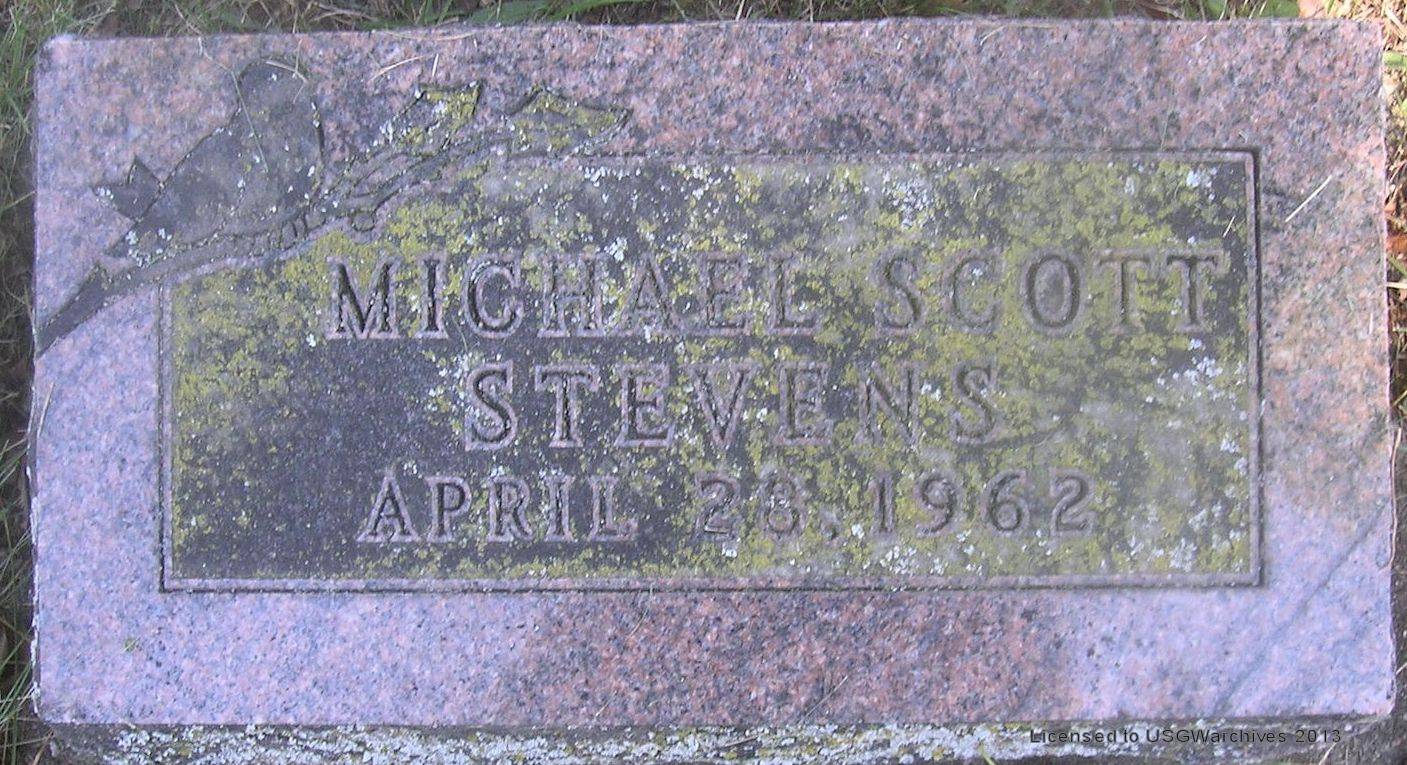 MICHAEL SCOTT
STEVENS
APRIL 28, 1962
Licensed to USGWarchives 2013